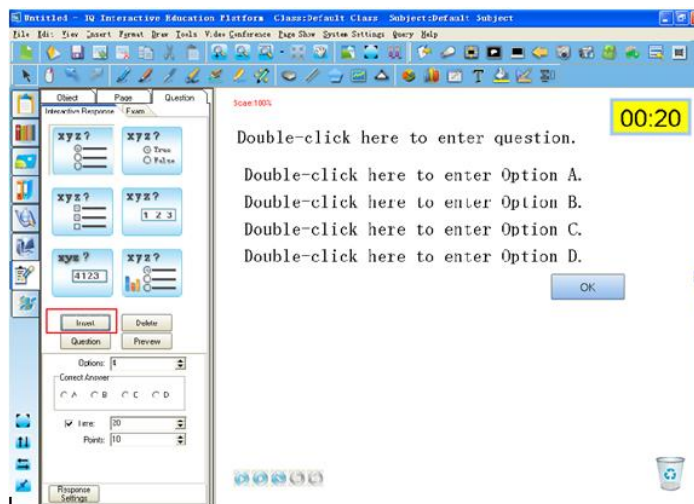 Untitled - IQ Interactive Education Platform Class:Default Class Subject:Default Subject
File Edit View Insert Format Draw Tools Video Conference Page Show System Settings Query Help
Object Page Question
Interactive Response Exam
Scale:100%
00:20
Double-click here to enter question.
Double-click here to enter Option A.
Double-click here to enter Option B.
Double-click here to enter Option C.
Double-click here to enter Option D.
OK
xyz? xyz?
True
False
xyz? xyz?
1 2 3
xyz? xyz?
4123
Insert Delete
Question Preview
Options: 4
Correct Answer
A B C D
Time: 20
Points: 10
Response
Settings